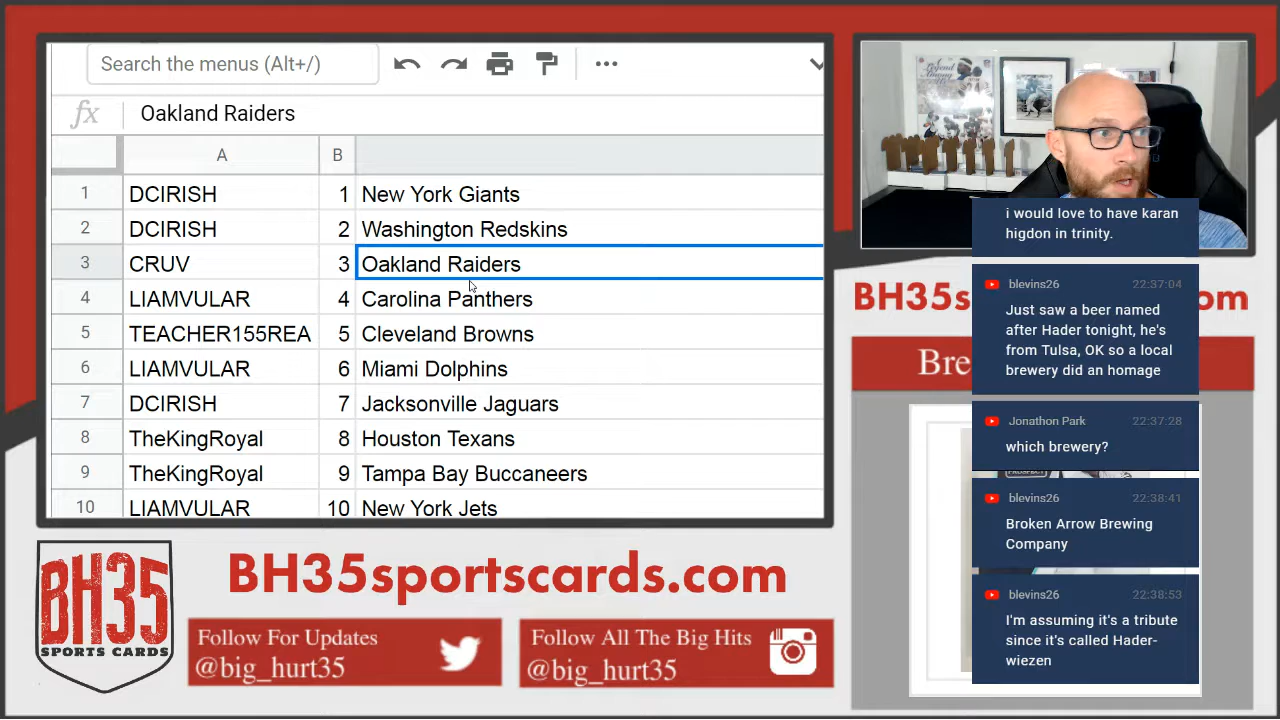 Search the menus (Alt+/)
fx Oakland Raiders
A B
1 DCIRISH 1 New York Giants
2 DCIRISH 2 Washington Redskins
3 CRUV 3 Oakland Raiders
4 LIAMVULAR 4 Carolina Panthers
5 TEACHER155REA 5 Cleveland Browns
6 LIAMVULAR 6 Miami Dolphins
7 DCIRISH 7 Jacksonville Jaguars
8 TheKingRoyal 8 Houston Texans
9 TheKingRoyal 9 Tampa Bay Buccaneers
10 LIAMVULAR 10 New York Jets
BH35
SPORTS CARDS
BH35sportscards.com
Follow For Updates
@big_hurt35
Follow All The Big Hits
@big_hurt35
BH35s
om
Bre
i would love to have karan
higdon in trinity.
blevins26 22:37:04
Just saw a beer named
after Hader tonight, he's
from Tulsa, OK so a local
brewery did an homage
Jonathon Park 22:37:28
which brewery?
blevins26 22:38:41
Broken Arrow Brewing
Company
blevins26 22:38:53
I'm assuming it's a tribute
since it's called Hader-
wiezen